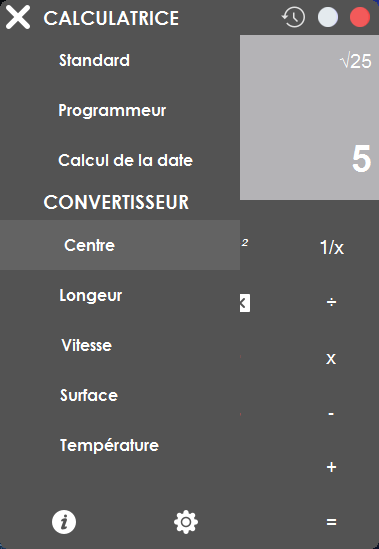 CALCULATRICE
Standard
√25
Programmeur
Calcul de la date
5
CONVERTISSEUR
Centre
²
1/x
Longeur
÷
Vitesse
x
Surface
-
Température
+
=